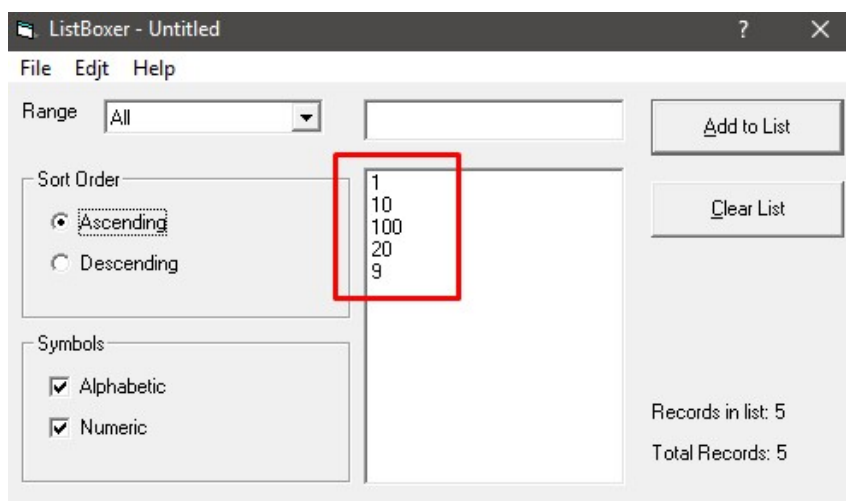 ListBoxer - Untitled
File Edjt Help
Range All
Add to List
Sort Order
Ascending
Descending
1
10
100
20
9
Clear List
Symbols
Alphabetic
Numeric
Records in list: 5
Total Records: 5